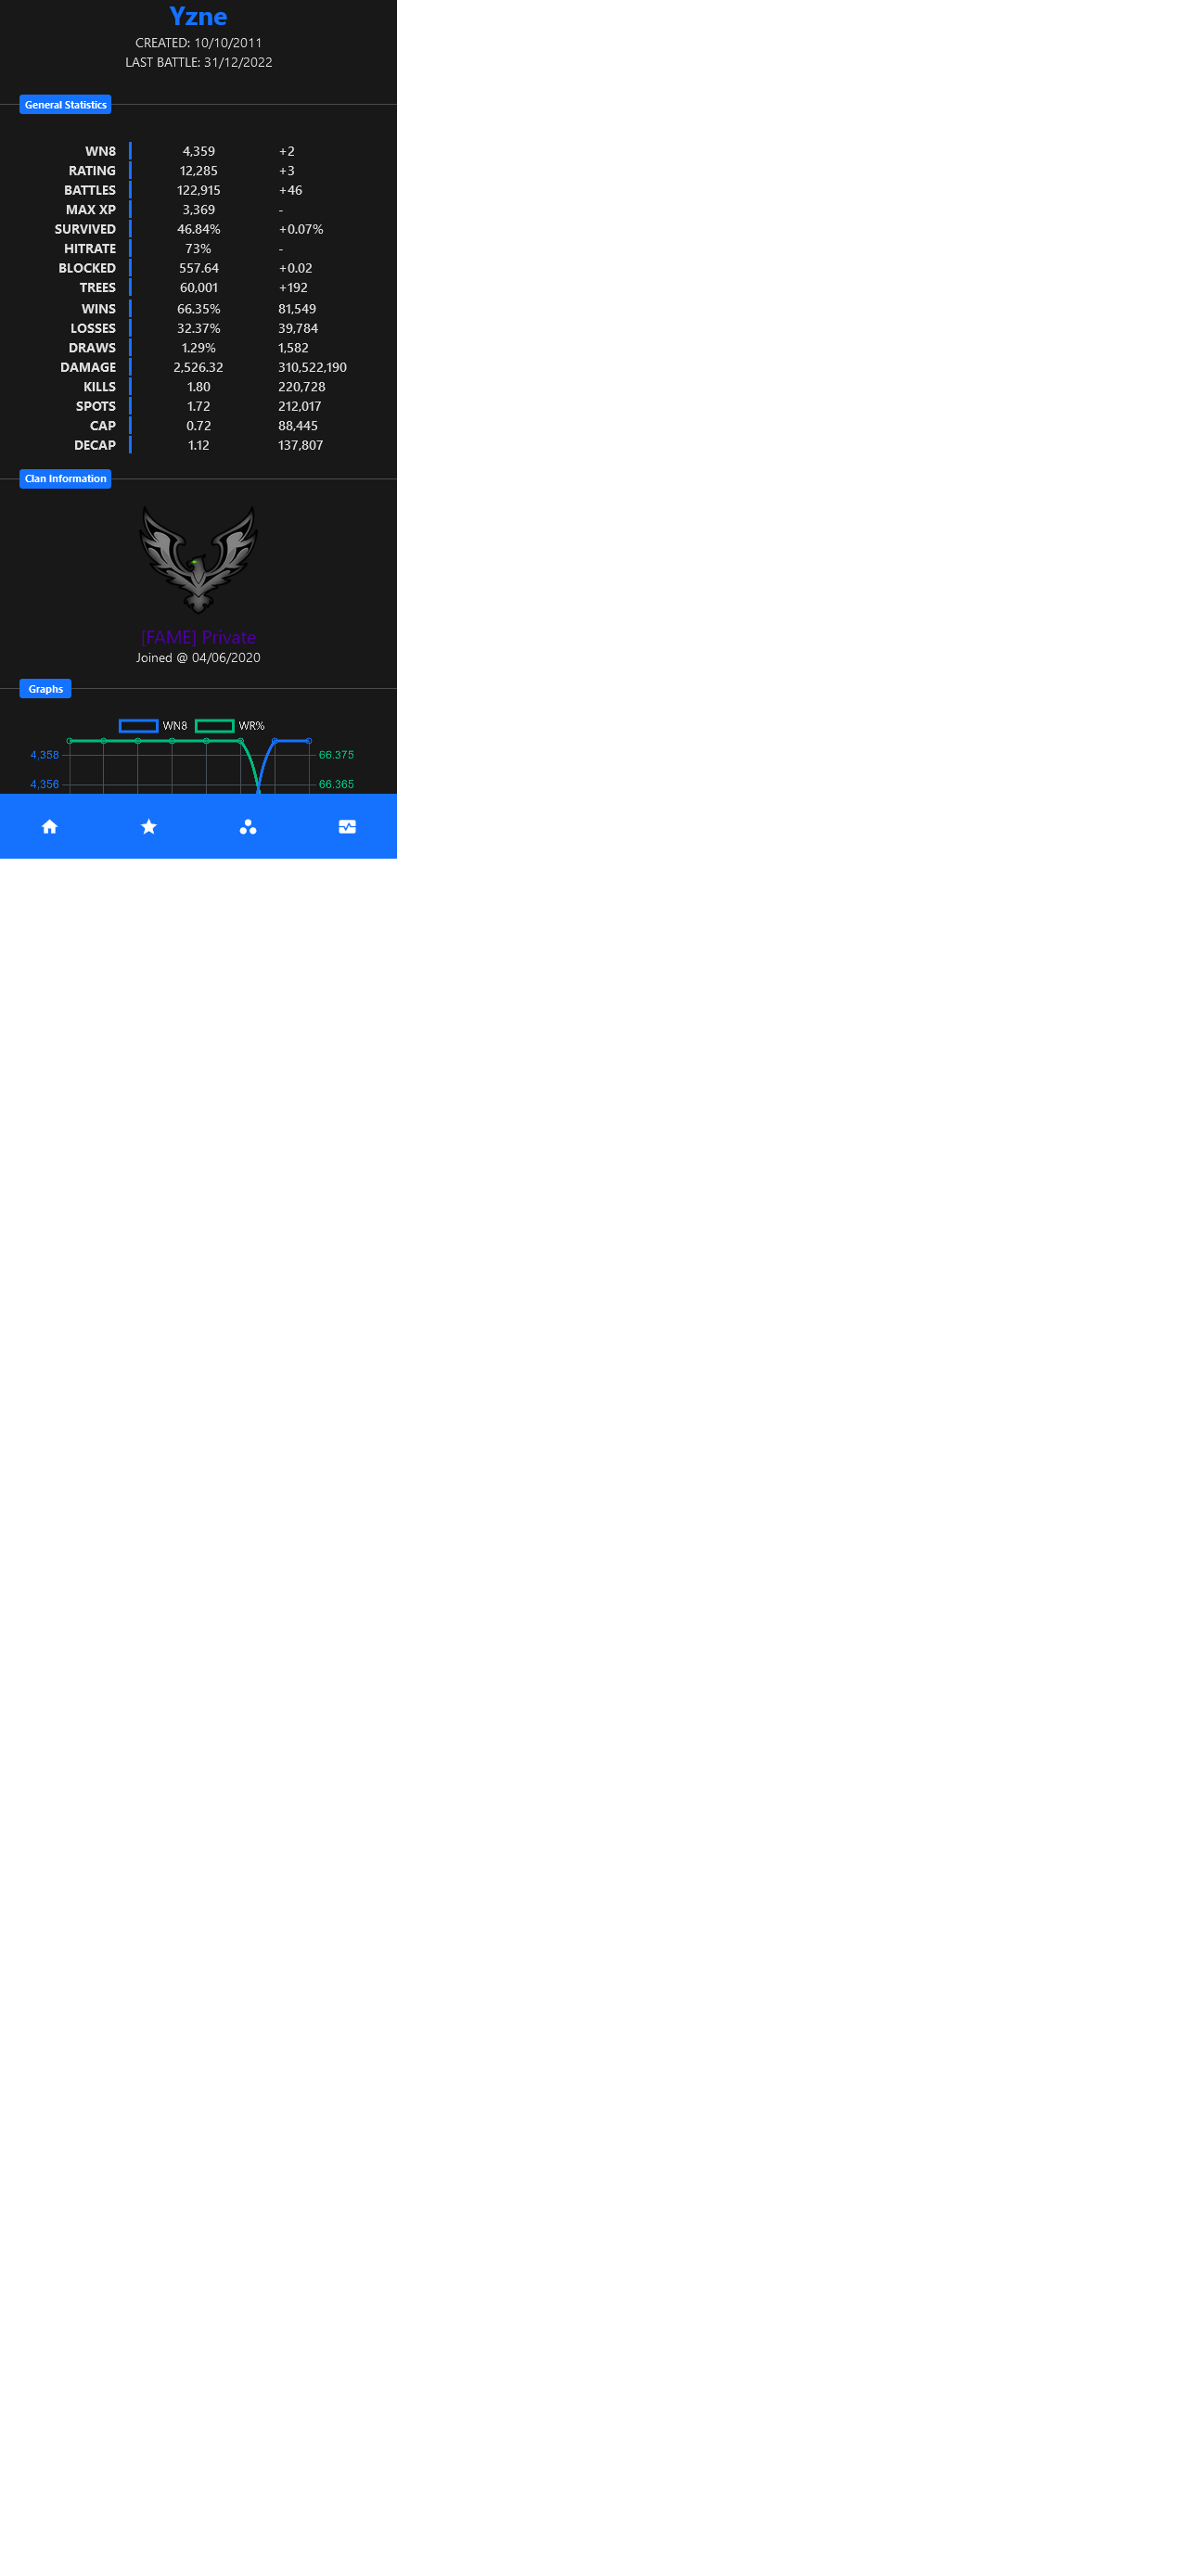 Yzne
CREATED: 10/10/2011
LAST BATTLE: 31/12/2022
General Statistics
WN8 4,359 +2
RATING 12,285 +3
BATTLES 122,915 +46
MAX XP 3,369 -
SURVIVED 46.84% +0.07%
HITRATE 73% -
BLOCKED 557.64 +0.02
TREES 60,001 +192
WINS 66.35% 81,549
LOSSES 32.37% 39,784
DRAWS 1.29% 1,582
DAMAGE 2,526.32 310,522,190
KILLS 1.80 220,728
SPOTS 1.72 212,017
CAP 0.72 88,445
DECAP 1.12 137,807
Clan Information
[FAME] Private
Joined @ 04/06/2020
Graphs
WN8 WR%
4,358 66.375
4,356 66.365